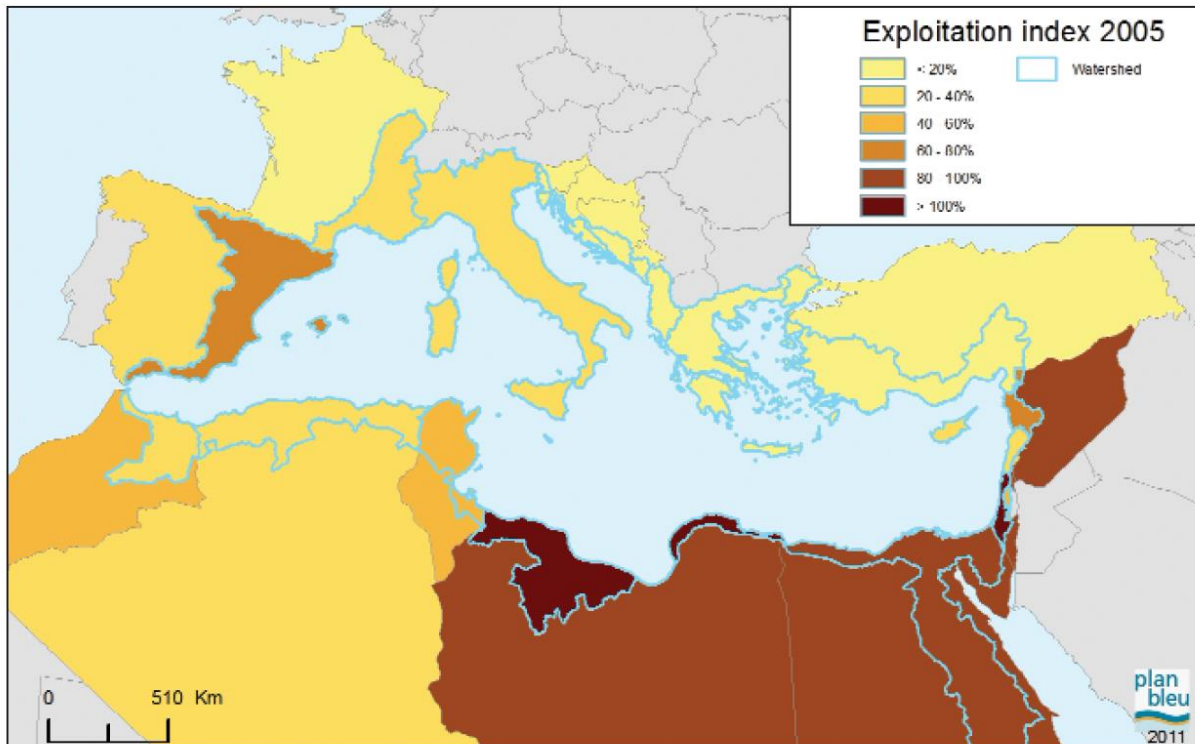 Exploitation index 2005
< 20%
Watershed
20 - 40%
40 - 60%
60 - 80%
80 - 100%
> 100%
0 510 Km
plan
bleu
2011